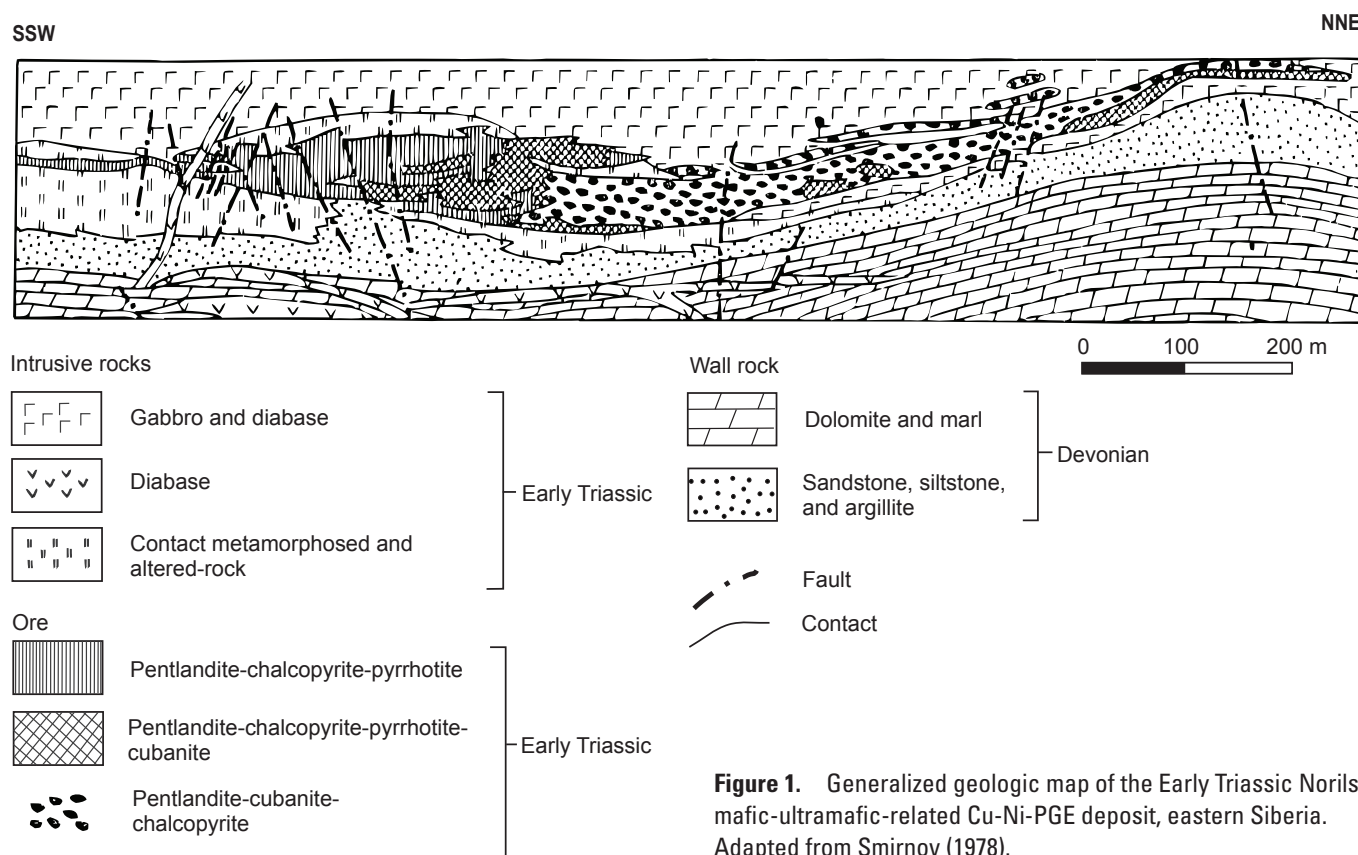 SSW
NNE
0 100 200 m
Intrusive rocks
Gabbro and diabase
Diabase
Contact metamorphosed and
altered-rock
Early Triassic
Ore
Pentlandite-chalcopyrite-pyrrhotite
Pentlandite-chalcopyrite-pyrrhotite-
cubanite
Pentlandite-cubanite-
chalcopyrite
Early Triassic
Wall rock
Dolomite and marl
Sandstone, siltstone,
and argillite
Devonian
Fault
Contact
Figure 1. Generalized geologic map of the Early Triassic Norils
mafic-ultramafic-related Cu-Ni-PGE deposit, eastern Siberia.
Adapted from Smirnov (1978).